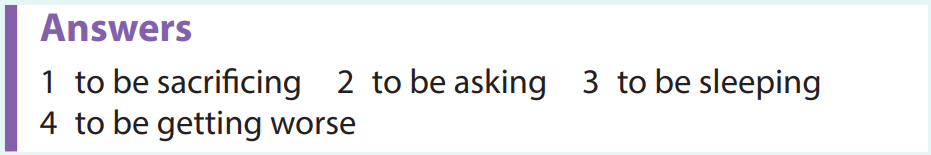 Answers
1 to be sacrificing 2 to be asking 3 to be sleeping
4 to be getting worse